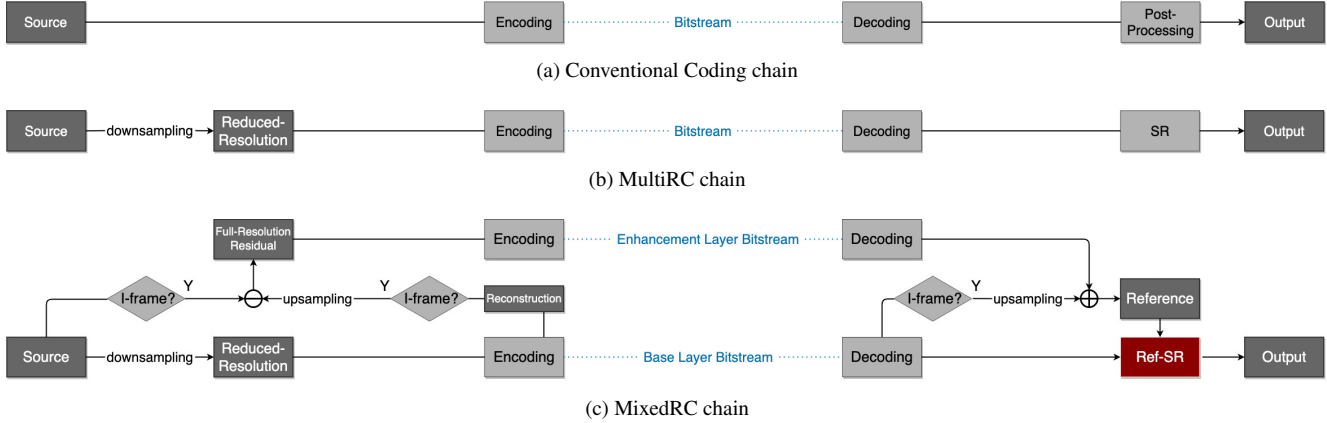 Source Encoding Bitstream Decoding Post-
Processing Output
(a) Conventional Coding chain
Source downsampling Reduced-
Resolution Encoding Bitstream Decoding SR Output
(b) MultiRC chain
Full-Resolution
Residual Encoding Enhancement Layer Bitstream Decoding
I-frame? Y upsampling Y I-frame? Reconstruction I-frame? Y upsampling Reference
Source downsampling Reduced-
Resolution Encoding Base Layer Bitstream Decoding Ref-SR Output
(c) MixedRC chain